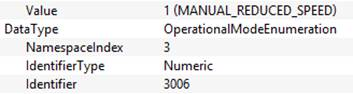 Value 1 (MANUAL_REDUCED_SPEED)
DataType OperationalModeEnumeration
NamespaceIndex 3
IdentifierType Numeric
Identifier 3006